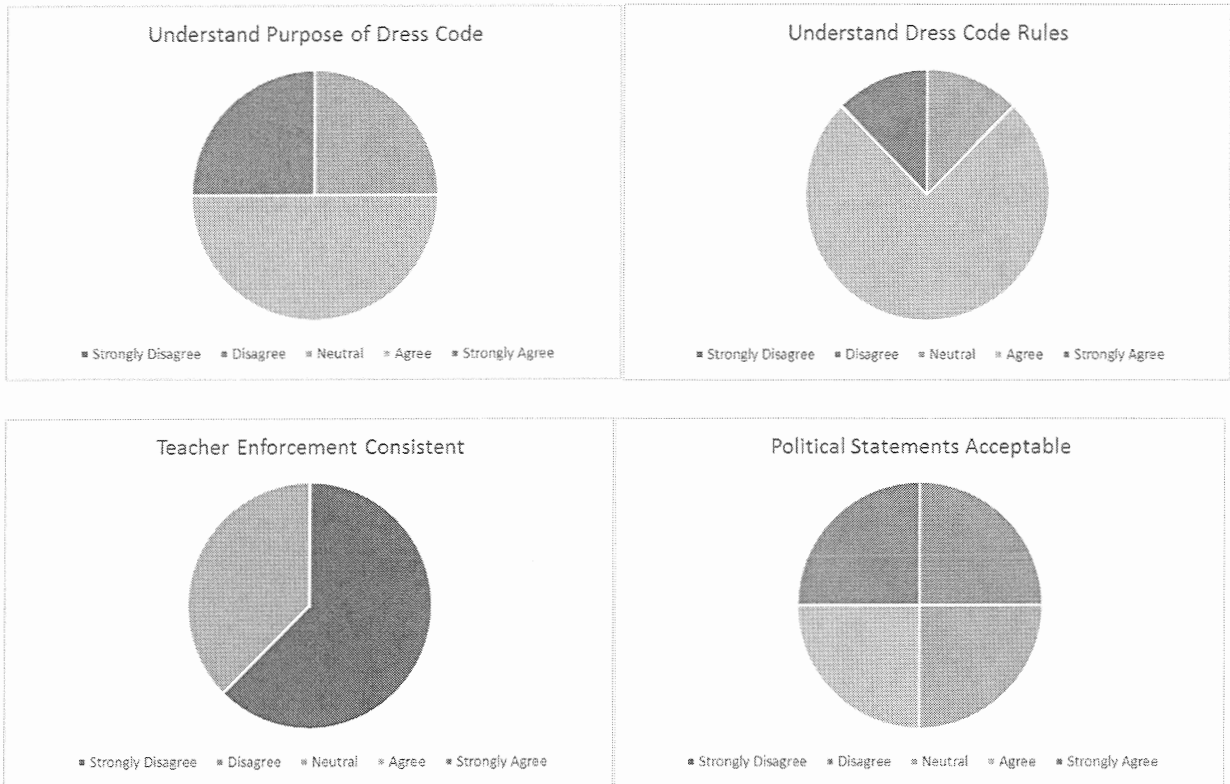 Understand Purpose of Dress Code
Strongly Disagree Disagree Neutral Agree Strongly Agree
Understand Dress Code Rules
Strongly Disagree Disagree Neutral Agree Strongly Agree
Teacher Enforcement Consistent
Strongly Disagree Disagree Neutral Agree Strongly Agree
Political Statements Acceptable
Strongly Disagree Disagree Neutral Agree Strongly Agree